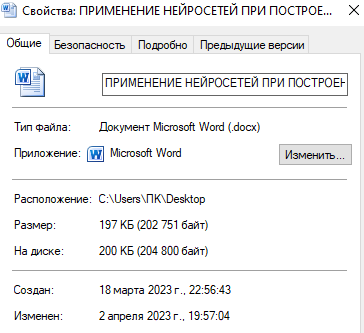 Свойства: ПРИМЕНЕНИЕ НЕЙРОСЕТЕЙ ПРИ ПОСТРОЕ...
Общие Безопасность Подробно Предыдущие версии
ПРИМЕНЕНИЕ НЕЙРОСЕТЕЙ ПРИ ПОСТРОЕН
Тип файла: Документ Microsoft Word (.docx)
Приложение: Microsoft Word Изменить...
Расположение: C:\Users\ПК\Desktop
Размер: 197 КБ (202 751 байт)
На диске: 200 КБ (204 800 байт)
Создан: 18 марта 2023 г., 22:56:43
Изменен: 2 апреля 2023 г., 19:57:04